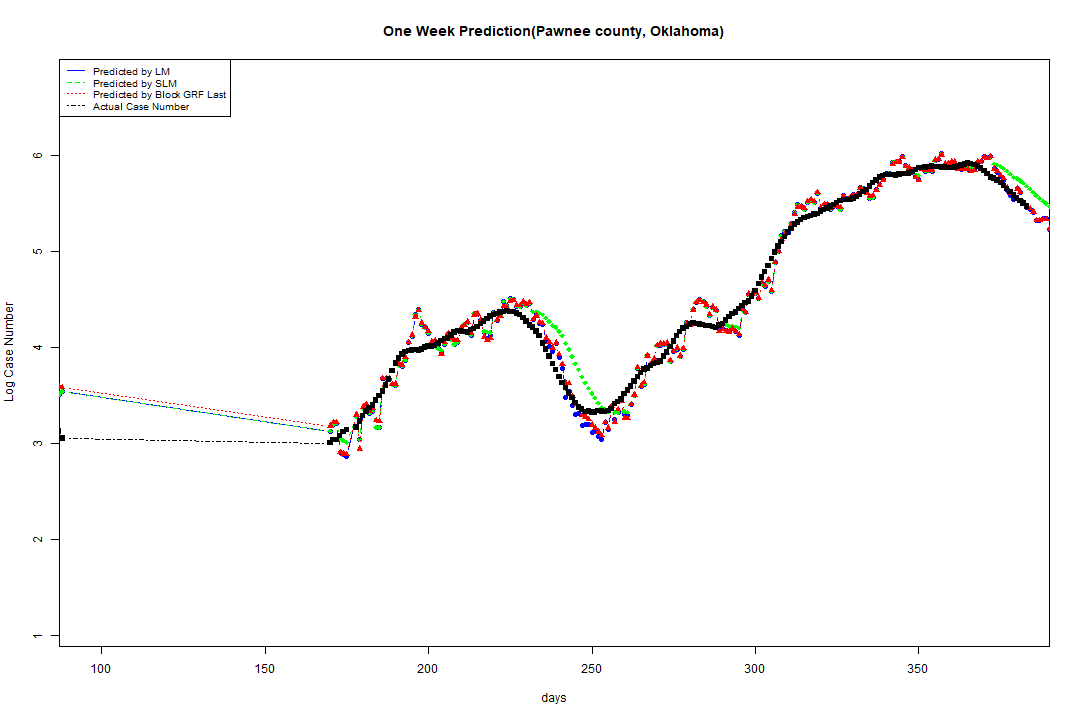 One Week Prediction(Pawnee county, Oklahoma)
Predicted by LM
Predicted by SLM
Predicted by Block GRF Last
Actual Case Number
Log Case Number
6
5
4
3
2
1
100 150 200 250 300 350
days